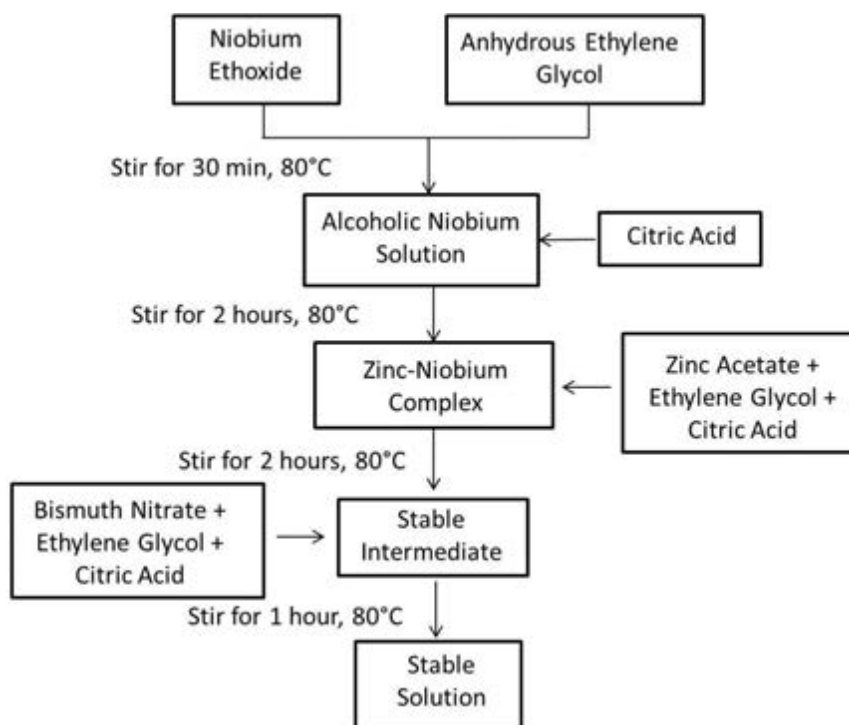 Niobium
Ethoxide
Anhydrous Ethylene
Glycol
Stir for 30 min, 80°C
Alcoholic Niobium
Solution
Citric Acid
Stir for 2 hours, 80°C
Zinc-Niobium
Complex
Zinc Acetate +
Ethylene Glycol +
Citric Acid
Stir for 2 hours, 80°C
Bismuth Nitrate +
Ethylene Glycol +
Citric Acid
Stable
Intermediate
Stir for 1 hour, 80°C
Stable
Solution